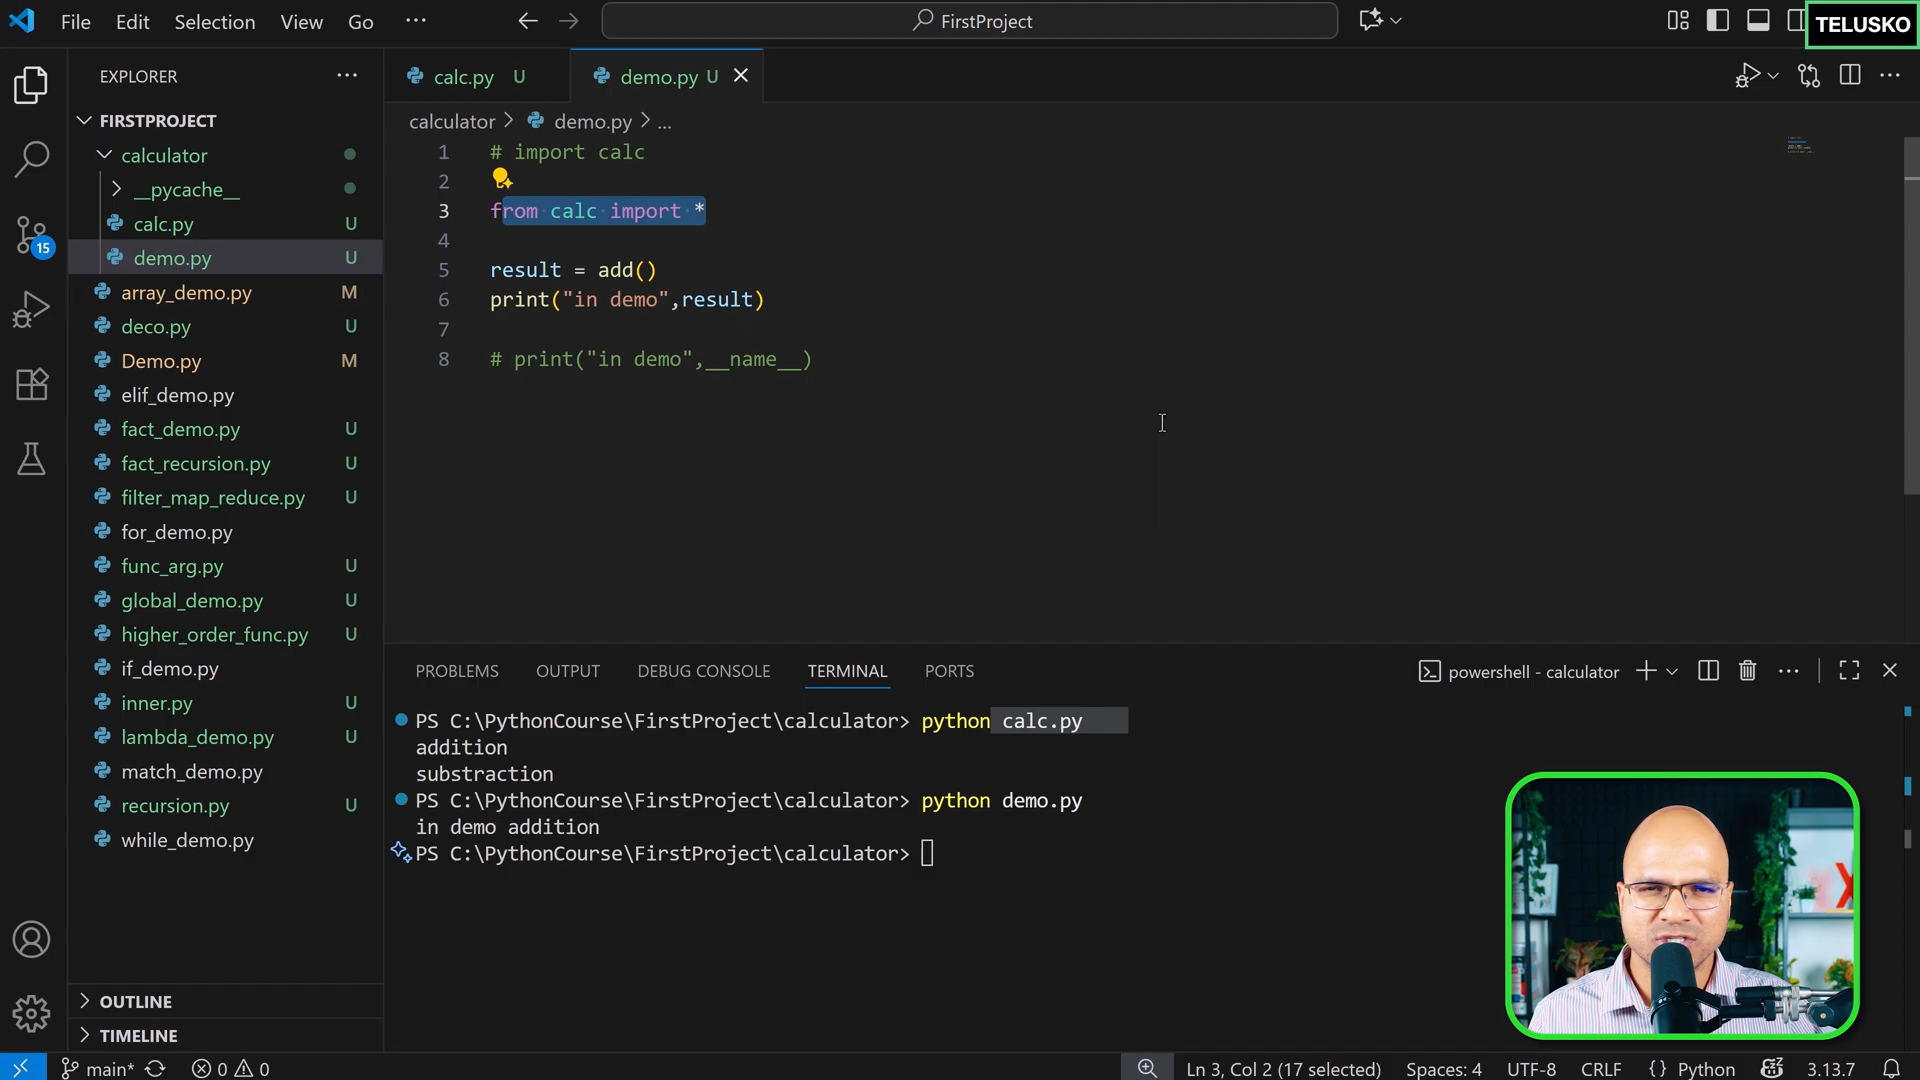 File Edit Selection View Go ...
FirstProject
TELUSKO
EXPLORER ...
FIRSTPROJECT
calculator
__pycache__
calc.py U
demo.py U
array_demo.py M
deco.py U
Demo.py M
elif_demo.py
fact_demo.py U
fact_recursion.py U
filter_map_reduce.py U
for_demo.py
func_arg.py U
global_demo.py U
higher_order_func.py U
if_demo.py
inner.py U
lambda_demo.py U
match_demo.py
recursion.py U
while_demo.py
OUTLINE
TIMELINE
15
calc.py U
demo.py U
calculator > demo.py > ...
1 # import calc
2
3 from calc import *
4
5 result = add()
6 print("in demo",result)
7
8 # print("in demo",__name__)
PROBLEMS OUTPUT DEBUG CONSOLE TERMINAL PORTS
powershell - calculator
PS C:\PythonCourse\FirstProject\calculator> python calc.py
addition
substraction
PS C:\PythonCourse\FirstProject\calculator> python demo.py
in demo addition
PS C:\PythonCourse\FirstProject\calculator>
main* 0 0
Ln 3, Col 2 (17 selected) Spaces: 4 UTF-8 CRLF {} Python 3.13.7